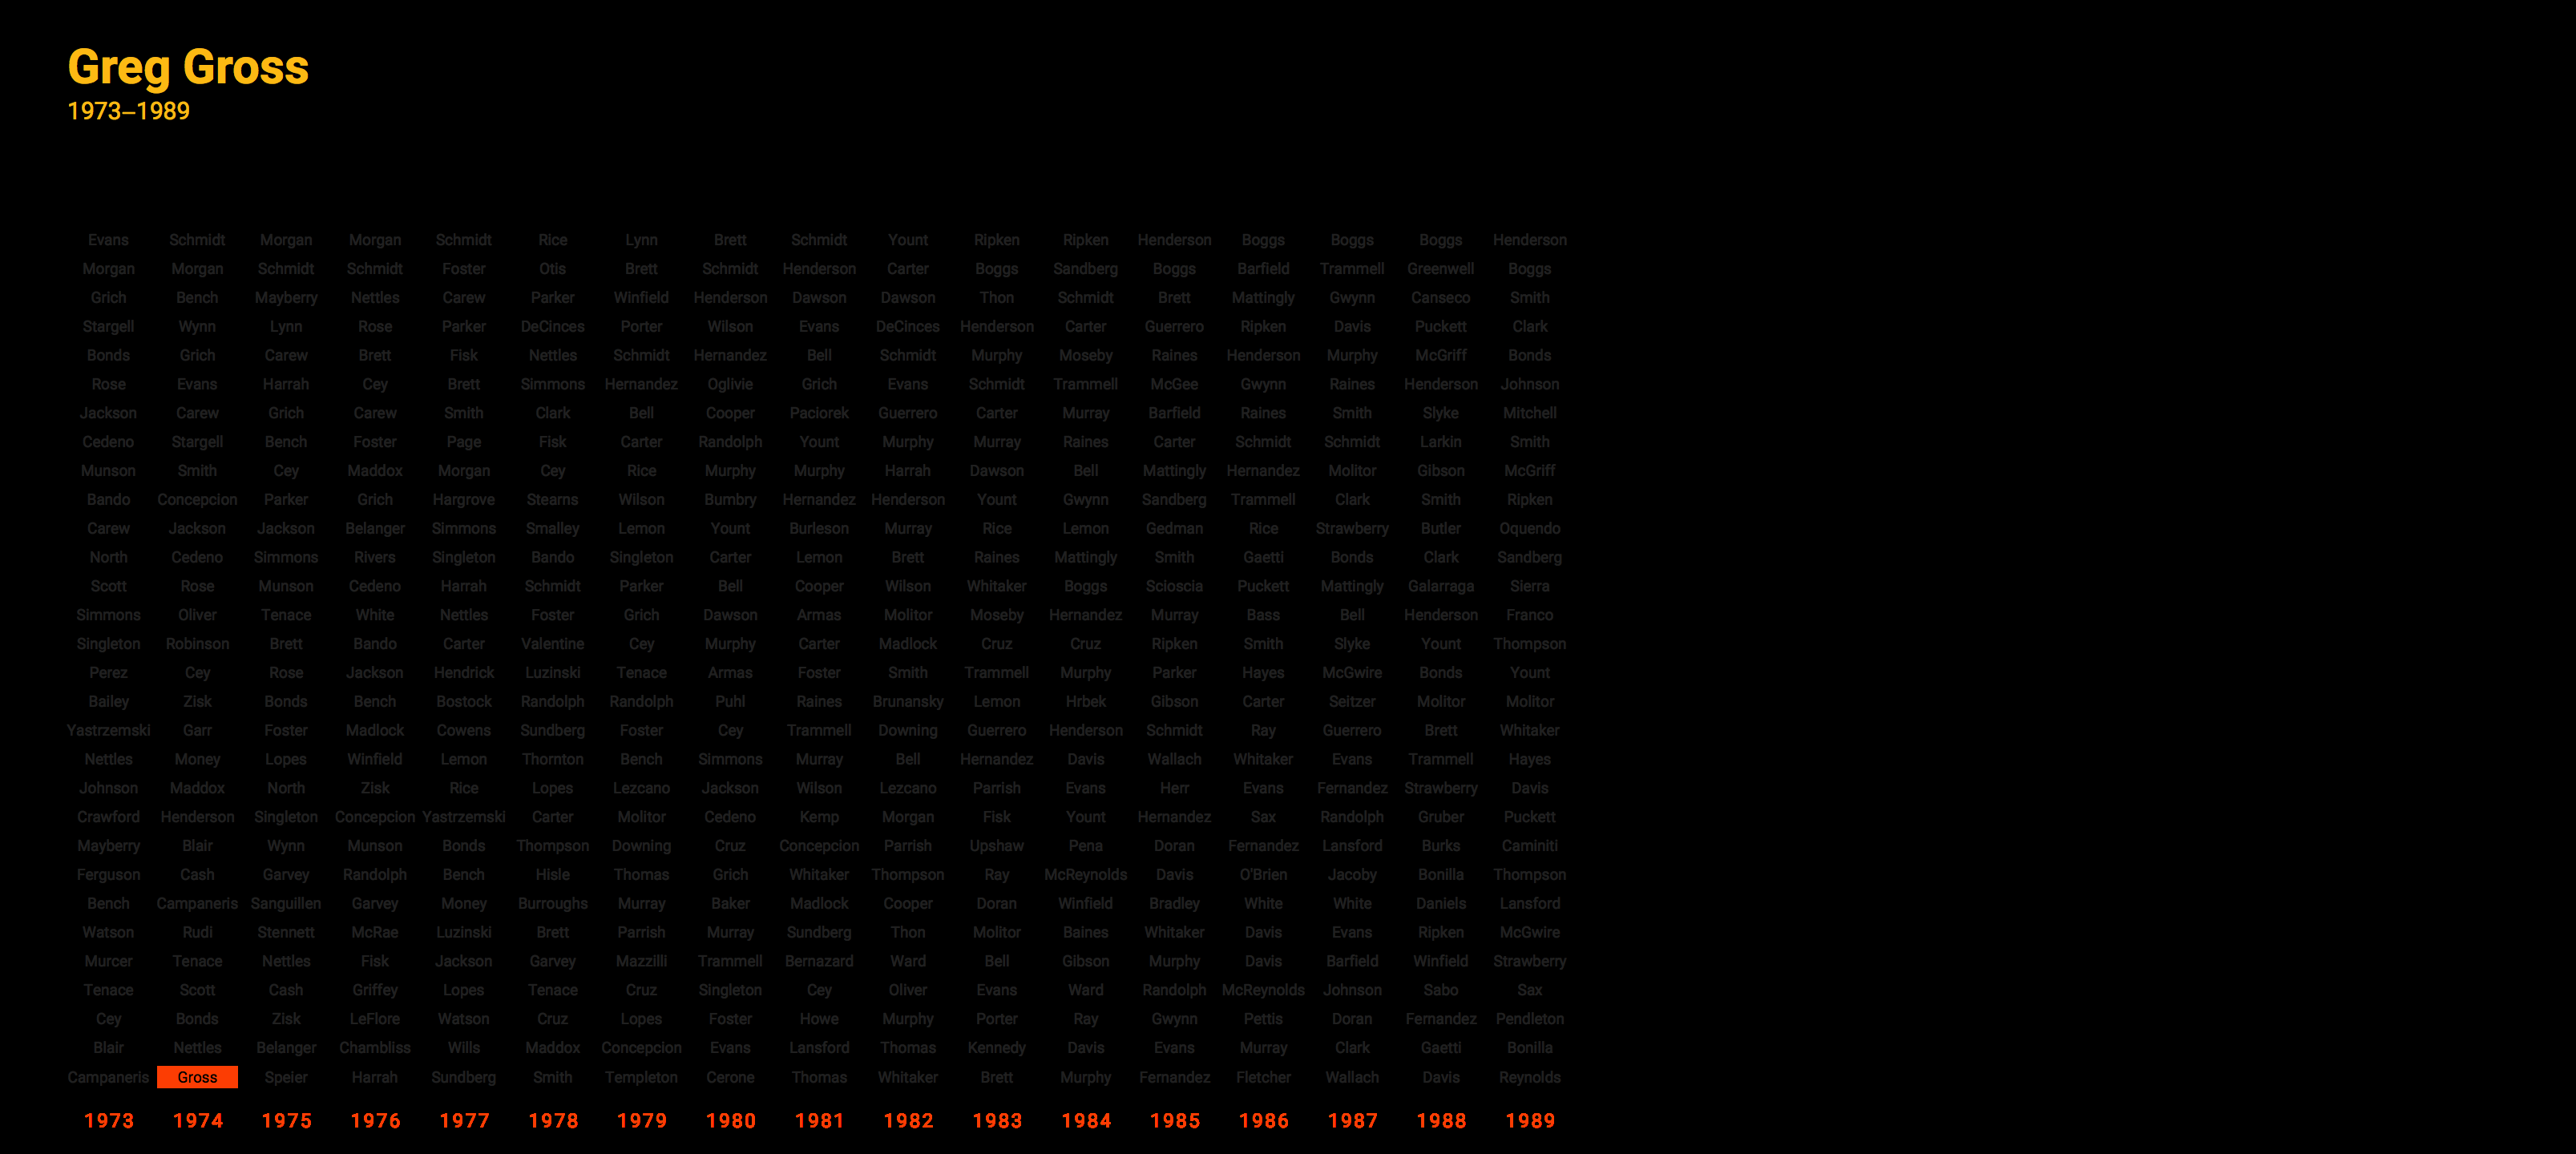 Greg Gross
1973–1989
Evans Schmidt Morgan Morgan Schmidt Rice Lynn Brett Schmidt Yount Ripken Ripken Henderson Boggs Boggs Boggs Henderson
Morgan Morgan Schmidt Schmidt Foster Otis Brett Schmidt Henderson Carter Boggs Sandberg Boggs Barfield Trammell Greenwell Boggs
Grich Bench Mayberry Nettles Carew Parker Winfield Henderson Dawson Dawson Thon Schmidt Brett Mattingly Gwynn Canseco Smith
Stargell Wynn Lynn Rose Parker DeCinces Porter Wilson Evans DeCinces Henderson Carter Guerrero Ripken Davis Puckett Clark
Bonds Grich Carew Brett Fisk Nettles Schmidt Hernandez Bell Schmidt Murphy Moseby Raines Henderson Murphy McGriff Bonds
Rose Evans Harrah Cey Brett Simmons Hernandez Oglivie Grich Evans Schmidt Trammell McGee Gwynn Raines Henderson Johnson
Jackson Carew Grich Carew Smith Clark Bell Cooper Paciorek Guerrero Carter Murray Barfield Raines Smith Slyke Mitchell
Cedeno Stargell Bench Foster Page Fisk Carter Randolph Yount Murphy Murray Raines Carter Schmidt Schmidt Larkin Smith
Munson Smith Cey Maddox Morgan Cey Rice Murphy Murphy Harrah Dawson Bell Mattingly Hernandez Molitor Gibson McGriff
Bando Concepcion Parker Grich Hargrove Stearns Wilson Bumbry Hernandez Henderson Yount Gwynn Sandberg Trammell Clark Smith Ripken
Carew Jackson Jackson Belanger Simmons Smalley Lemon Yount Burleson Murray Rice Lemon Gedman Rice Strawberry Butler Oquendo
North Cedeno Simmons Rivers Singleton Bando Singleton Carter Lemon Brett Raines Mattingly Smith Gaetti Bonds Clark Sandberg
Scott Rose Munson Cedeno Harrah Schmidt Parker Bell Cooper Wilson Whitaker Boggs Scioscia Puckett Mattingly Galarraga Sierra
Simmons Oliver Tenace White Nettles Foster Grich Dawson Armas Molitor Moseby Hernandez Murray Bass Bell Henderson Franco
Singleton Robinson Brett Bando Carter Valentine Cey Murphy Carter Madlock Cruz Cruz Ripken Smith Slyke Yount Thompson
Perez Cey Rose Jackson Hendrick Luzinski Tenace Armas Foster Smith Trammell Murphy Parker Hayes McGwire Bonds Yount
Bailey Zisk Bonds Bench Bostock Randolph Randolph Puhl Raines Brunansky Lemon Hrbek Gibson Carter Seitzer Molitor Molitor
Yastrzemski Garr Foster Madlock Cowens Sundberg Foster Cey Trammell Downing Guerrero Henderson Schmidt Ray Guerrero Brett Whitaker
Nettles Money Lopes Winfield Lemon Thornton Bench Simmons Murray Bell Hernandez Davis Wallach Whitaker Evans Trammell Hayes
Johnson Maddox North Zisk Rice Lopes Lezcano Jackson Wilson Lezcano Parrish Evans Herr Evans Fernandez Strawberry Davis
Crawford Henderson Singleton Concepcion Yastrzemski Carter Molitor Cedeno Kemp Morgan Fisk Yount Hernandez Sax Randolph Gruber Puckett
Mayberry Blair Wynn Munson Bonds Thompson Downing Cruz Concepcion Parrish Upshaw Pena Doran Fernandez Lansford Burks Caminiti
Ferguson Cash Garvey Randolph Bench Hisle Thomas Grich Whitaker Thompson Ray McReynolds Davis O'Brien Jacoby Bonilla Thompson
Bench Campaneris Sanguillen Garvey Money Burroughs Murray Baker Madlock Cooper Doran Winfield Bradley White White Daniels Lansford
Watson Rudi Stennett McRae Luzinski Brett Parrish Murray Sundberg Thon Molitor Baines Whitaker Davis Evans Ripken McGwire
Murcer Tenace Nettles Fisk Jackson Garvey Mazzilli Trammell Bernazard Ward Bell Gibson Murphy Davis Barfield Winfield Strawberry
Tenace Scott Cash Griffey Lopes Tenace Cruz Singleton Cey Oliver Evans Ward Randolph McReynolds Johnson Sabo Sax
Cey Bonds Zisk LeFlore Watson Cruz Lopes Foster Howe Murphy Porter Ray Gwynn Pettis Doran Fernandez Pendleton
Blair Nettles Belanger Chambliss Wills Maddox Concepcion Evans Lansford Thomas Kennedy Davis Evans Murray Clark Gaetti Bonilla
Campaneris Gross Speier Harrah Sundberg Smith Templeton Cerone Thomas Whitaker Brett Murphy Fernandez Fletcher Wallach Davis Reynolds
1973 1974 1975 1976 1977 1978 1979 1980 1981 1982 1983 1984 1985 1986 1987 1988 1989